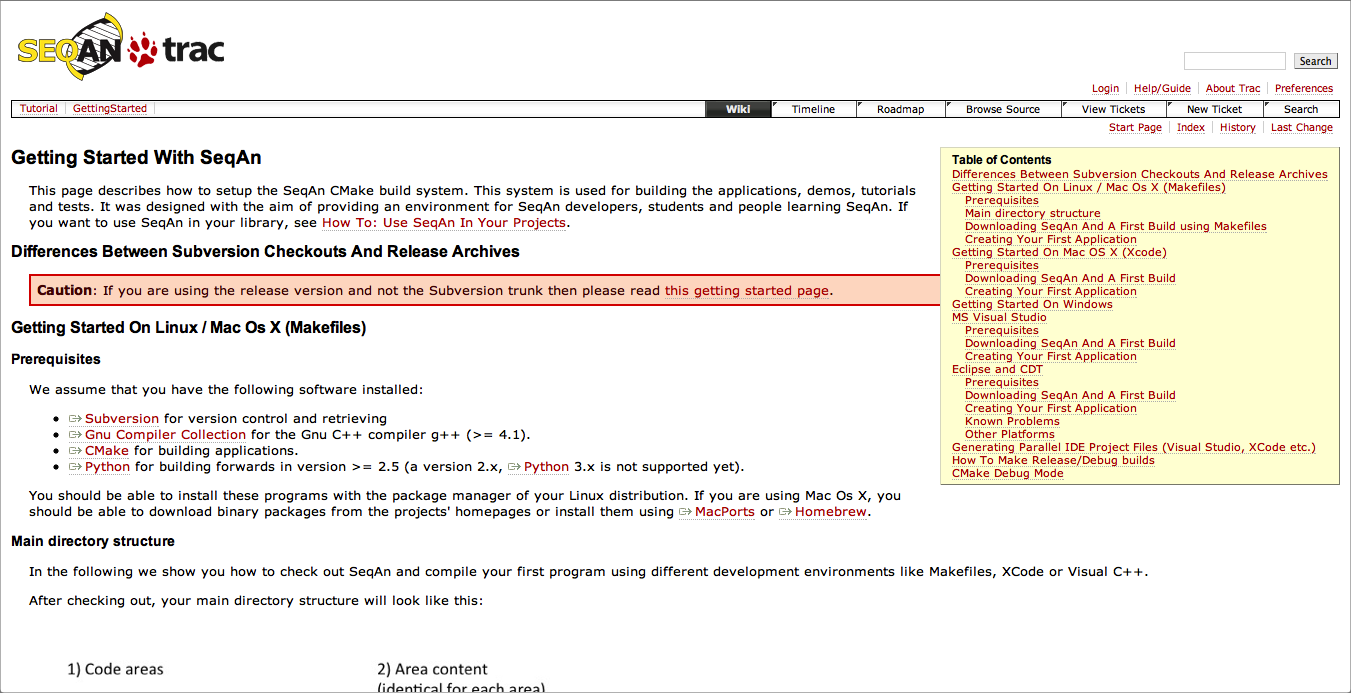 SEQAN trac
Search
Login Help/Guide About Trac Preferences
Tutorial GettingStarted Wiki Timeline Roadmap Browse Source View Tickets New Ticket Search
Start Page Index History Last Change
Getting Started With SeqAn
This page describes how to setup the SeqAn CMake build system. This system is used for building the applications, demos, tutorials
and tests. It was designed with the aim of providing an environment for SeqAn developers, students and people learning SeqAn. If
you want to use SeqAn in your library, see How To: Use SeqAn In Your Projects.
Differences Between Subversion Checkouts And Release Archives
Caution: If you are using the release version and not the Subversion trunk then please read this getting started page.
Getting Started On Linux / Mac Os X (Makefiles)
Prerequisites
We assume that you have the following software installed:
• Subversion for version control and retrieving
• Gnu Compiler Collection for the Gnu C++ compiler g++ (>= 4.1).
• CMake for building applications.
• Python for building forwards in version >= 2.5 (a version 2.x, Python 3.x is not supported yet).
You should be able to install these programs with the package manager of your Linux distribution. If you are using Mac Os X, you
should be able to download binary packages from the projects' homepages or install them using MacPorts or Homebrew.
Main directory structure
In the following we show you how to check out SeqAn and compile your first program using different development environments like Makefiles, XCode or Visual C++.
After checking out, your main directory structure will look like this:
1) Code areas 2) Area content
(identical for each area)
Table of Contents
Differences Between Subversion Checkouts And Release Archives
Getting Started On Linux / Mac Os X (Makefiles)
Prerequisites
Main directory structure
Downloading SeqAn And A First Build using Makefiles
Creating Your First Application
Getting Started On Mac OS X (Xcode)
Prerequisites
Downloading SeqAn And A First Build
Creating Your First Application
Getting Started On Windows
MS Visual Studio
Prerequisites
Downloading SeqAn And A First Build
Creating Your First Application
Eclipse and CDT
Prerequisites
Downloading SeqAn And A First Build
Creating Your First Application
Known Problems
Other Platforms
Generating Parallel IDE Project Files (Visual Studio, XCode etc.)
How To Make Release/Debug builds
CMake Debug Mode